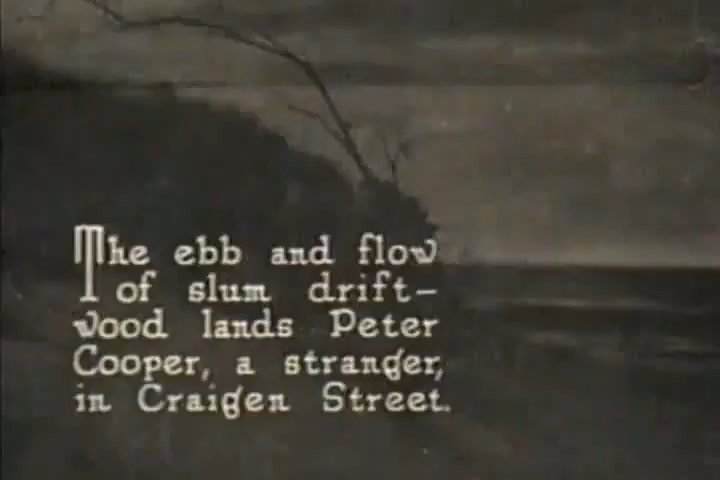 The ebb and flow
of slum drift-
wood lands Peter
Cooper, a stranger,
in Craigen Street.